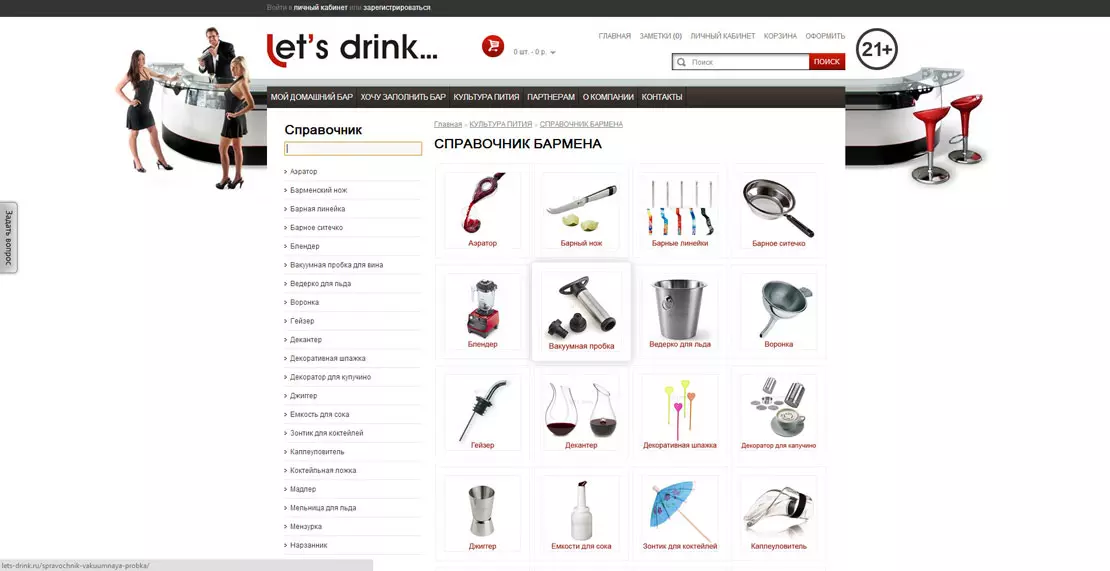 Войти в личный кабинет или зарегистрироваться
let's drink...
0 шт. - 0 р.
ГЛАВНАЯ ЗАМЕТКИ (0) ЛИЧНЫЙ КАБИНЕТ КОРЗИНА ОФОРМИТЬ
Поиск ПОИСК
21+
МОЙ ДОМАШНИЙ БАР ХОЧУ ЗАПОЛНИТЬ БАР КУЛЬТУРА ПИТИЯ ПАРТНЕРАМ О КОМПАНИИ КОНТАКТЫ
Задать вопрос
Справочник
Аэратор
Барменский нож
Барная линейка
Барное ситечко
Блендер
Вакуумная пробка для вина
Ведерко для льда
Воронка
Гейзер
Декантер
Декоративная шпажка
Декоратор для купучино
Джиггер
Емкость для сока
Зонтик для коктейлей
Каплеуловитель
Коктейльная ложка
Мадлер
Мельница для льда
Мензурка
Нарзанник
Главная » КУЛЬТУРА ПИТИЯ » СПРАВОЧНИК БАРМЕНА
СПРАВОЧНИК БАРМЕНА
Аэратор Барный нож Барные линейки Барное ситечко
Блендер Вакуумная пробка Ведерко для льда Воронка
Гейзер Декантер Декоративная шпажка Декоратор для капучино
Джиггер Емкости для сока Зонтик для коктейлей Каплеуловитель
lets-drink.ru/spravochnik-vakuumnaya-probka/